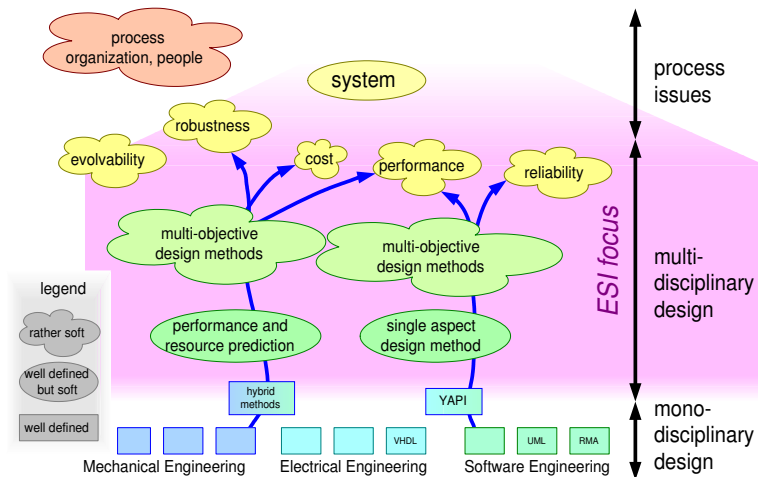 process
organization, people
system
process
issues
robustness
evolvability
cost
performance
reliability
multi-objective
design methods
multi-objective
design methods
ESI focus
multi-
disciplinary
design
legend
rather soft
well defined
but soft
well defined
performance and
resource prediction
single aspect
design method
hybrid
methods
YAPI
mono-
disciplinary
design
VHDL
UML
RMA
Mechanical Engineering
Electrical Engineering
Software Engineering